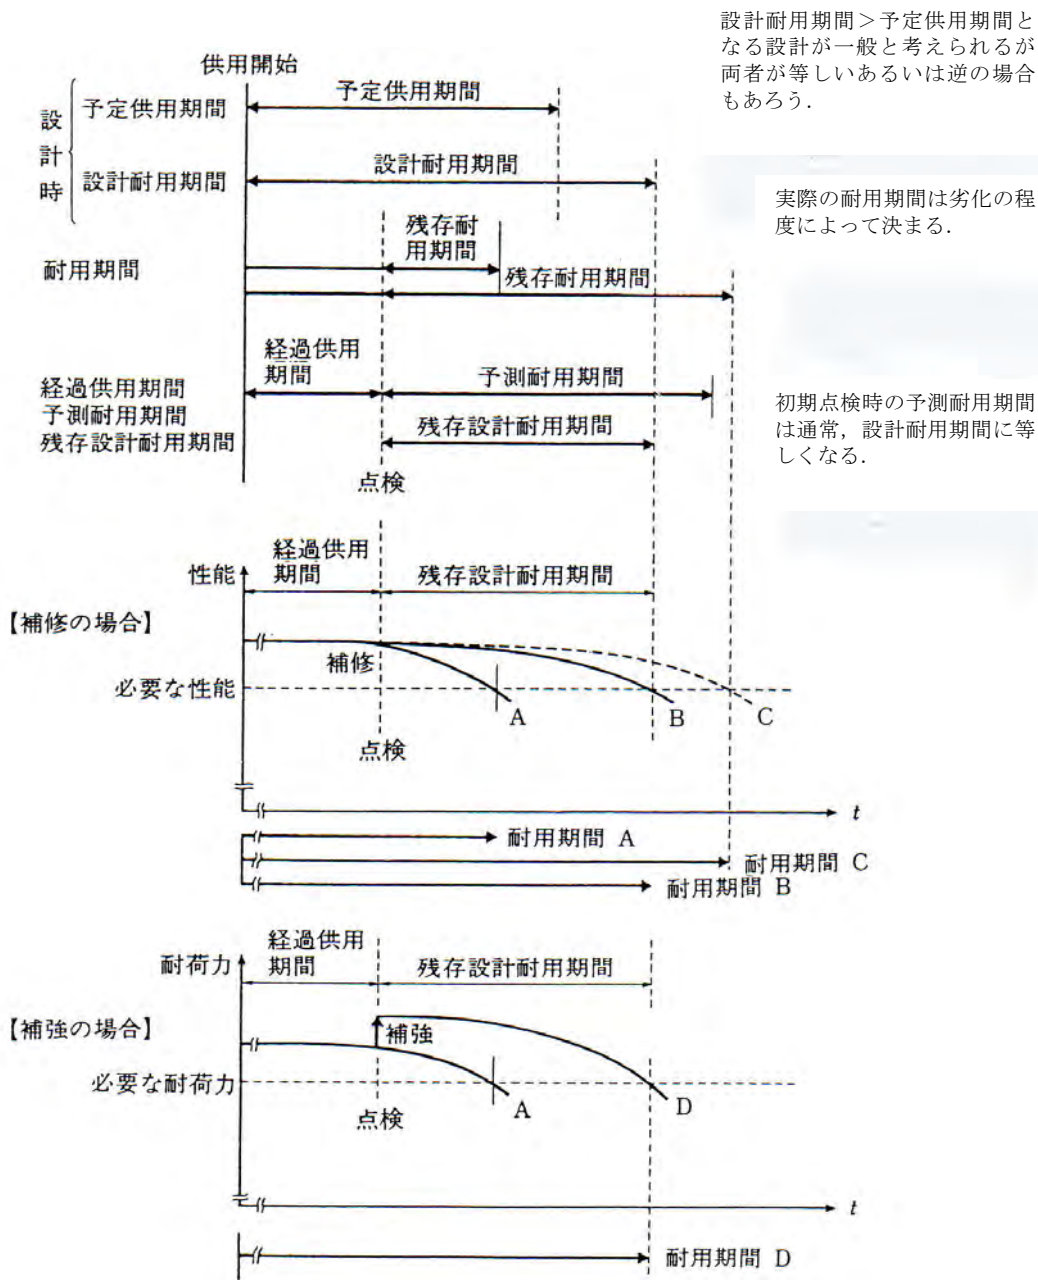 設計耐用期間＞予定供用期間と
なる設計が一般と考えられるが
両者が等しいあるいは逆の場合
もあろう．
供用開始
設計時
予定供用期間
予定供用期間
設計耐用期間
設計耐用期間
実際の耐用期間は劣化の程
度によって決まる．
残存耐
用期間
耐用期間
残存耐用期間
経過供用
期間
予測耐用期間
経過供用期間
予測耐用期間
残存設計耐用期間
残存設計耐用期間
初期点検時の予測耐用期間
は通常，設計耐用期間に等
しくなる．
点検
経過供用
期間
性能
残存設計耐用期間
【補修の場合】
補修
必要な性能
A
B
C
点検
t
耐用期間 A
耐用期間 C
耐用期間 B
経過供用
期間
耐荷力
残存設計耐用期間
【補強の場合】
補強
必要な耐荷力
A
D
点検
t
耐用期間 D